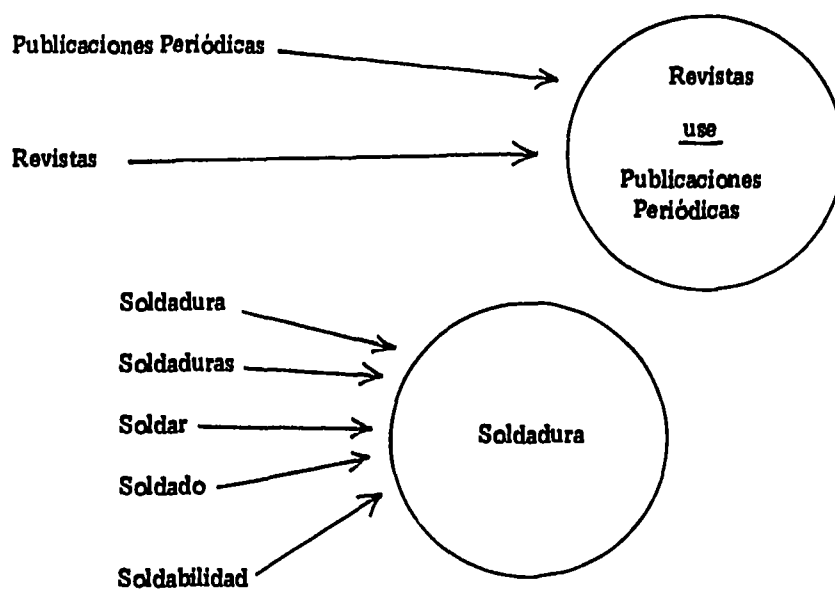 Publicaciones Periódicas
Revistas
Revistas
use
Publicaciones
Periódicas
Soldadura
Soldaduras
Soldar
Soldado
Soldabilidad
Soldadura